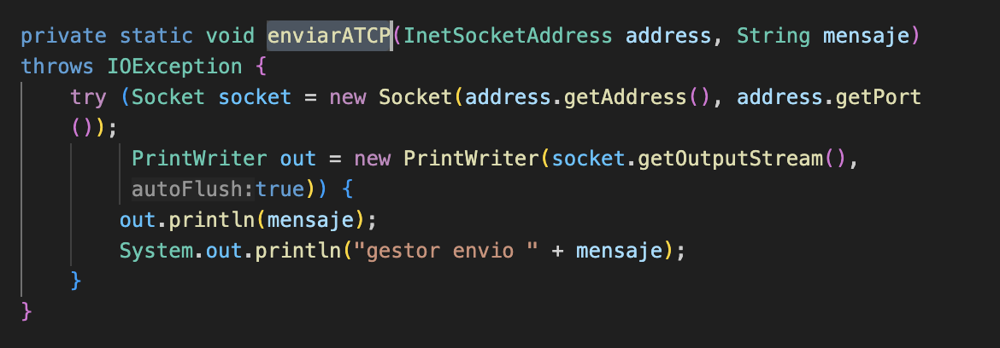 private static void enviarATCP(InetSocketAddress address, String mensaje)
throws IOException {
try (Socket socket = new Socket(address.getAddress(), address.getPort
());
PrintWriter out = new PrintWriter(socket.getOutputStream(),
autoFlush:true)) {
out.println(mensaje);
System.out.println("gestor envio " + mensaje);
}
}